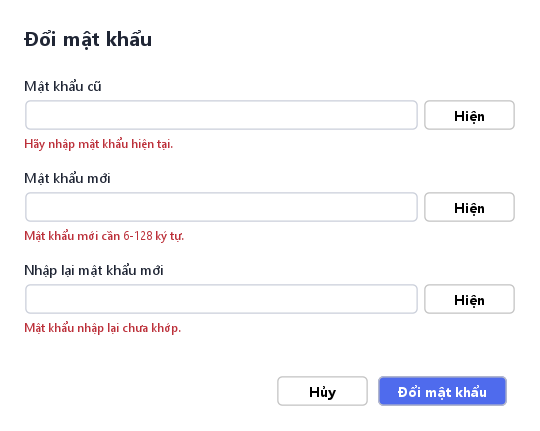 Đổi mật khẩu
Mật khẩu cũ
Hiện
Hãy nhập mật khẩu hiện tại.
Mật khẩu mới
Hiện
Mật khẩu mới cần 6-128 ký tự.
Nhập lại mật khẩu mới
Hiện
Mật khẩu nhập lại chưa khớp.
Hủy Đổi mật khẩu